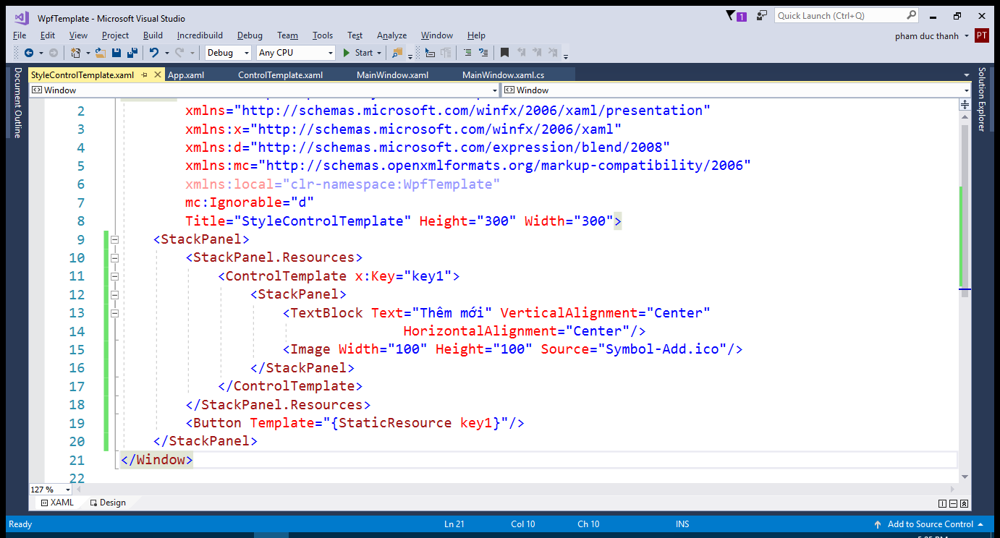 WpfTemplate - Microsoft Visual Studio
1
Quick Launch (Ctrl+Q)
File Edit View Project Build Incredibuild Debug Team Tools Test Analyze Window Help
pham duc thanh
PT
Debug
Any CPU
Start
Document Outline
StyleControlTemplate.xaml
App.xaml
ControlTemplate.xaml
MainWindow.xaml
MainWindow.xaml.cs
Solution Explorer
Window
Window
2 xmlns="http://schemas.microsoft.com/winfx/2006/xaml/presentation"
3 xmlns:x="http://schemas.microsoft.com/winfx/2006/xaml"
4 xmlns:d="http://schemas.microsoft.com/expression/blend/2008"
5 xmlns:mc="http://schemas.openxmlformats.org/markup-compatibility/2006"
6 xmlns:local="clr-namespace:WpfTemplate"
7 mc:Ignorable="d"
8 Title="StyleControlTemplate" Height="300" Width="300">
9 <StackPanel>
10 <StackPanel.Resources>
11 <ControlTemplate x:Key="key1">
12 <StackPanel>
13 <TextBlock Text="Thêm mới" VerticalAlignment="Center"
14 HorizontalAlignment="Center"/>
15 <Image Width="100" Height="100" Source="Symbol-Add.ico"/>
16 </StackPanel>
17 </ControlTemplate>
18 </StackPanel.Resources>
19 <Button Template="{StaticResource key1}"/>
20 </StackPanel>
21 </Window>
22
127 %
XAML
Design
Ready
Ln 21
Col 10
Ch 10
INS
Add to Source Control